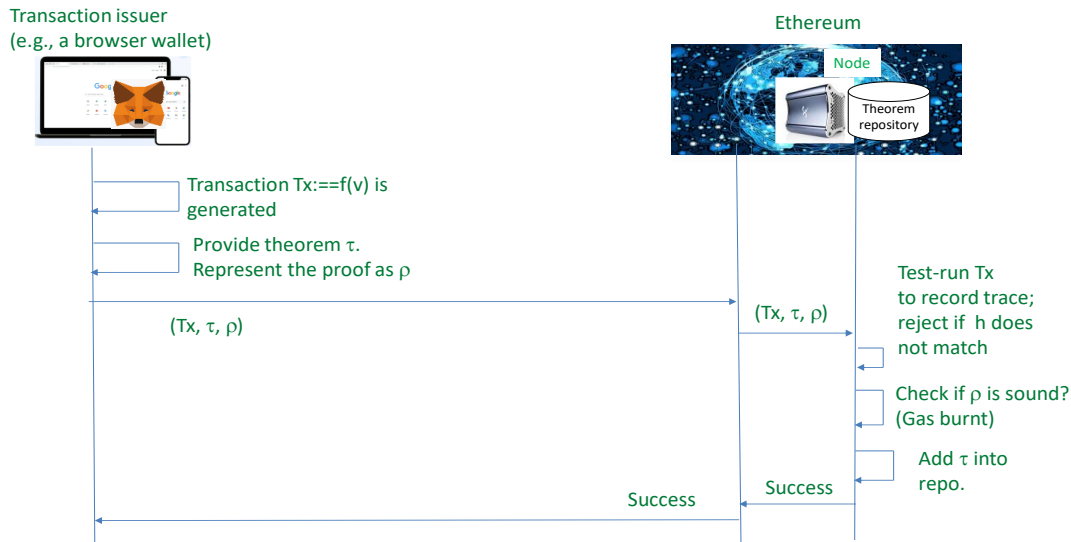 Transaction issuer
(e.g., a browser wallet)
Ethereum
Node
Google
Google
Theorem
repository
Transaction Tx:==f(v) is
generated
Provide theorem τ.
Represent the proof as ρ
(Tx, τ, ρ)
(Tx, τ, ρ)
Test-run Tx
to record trace;
reject if h does
not match
Check if ρ is sound?
(Gas burnt)
Add τ into
repo.
Success
Success